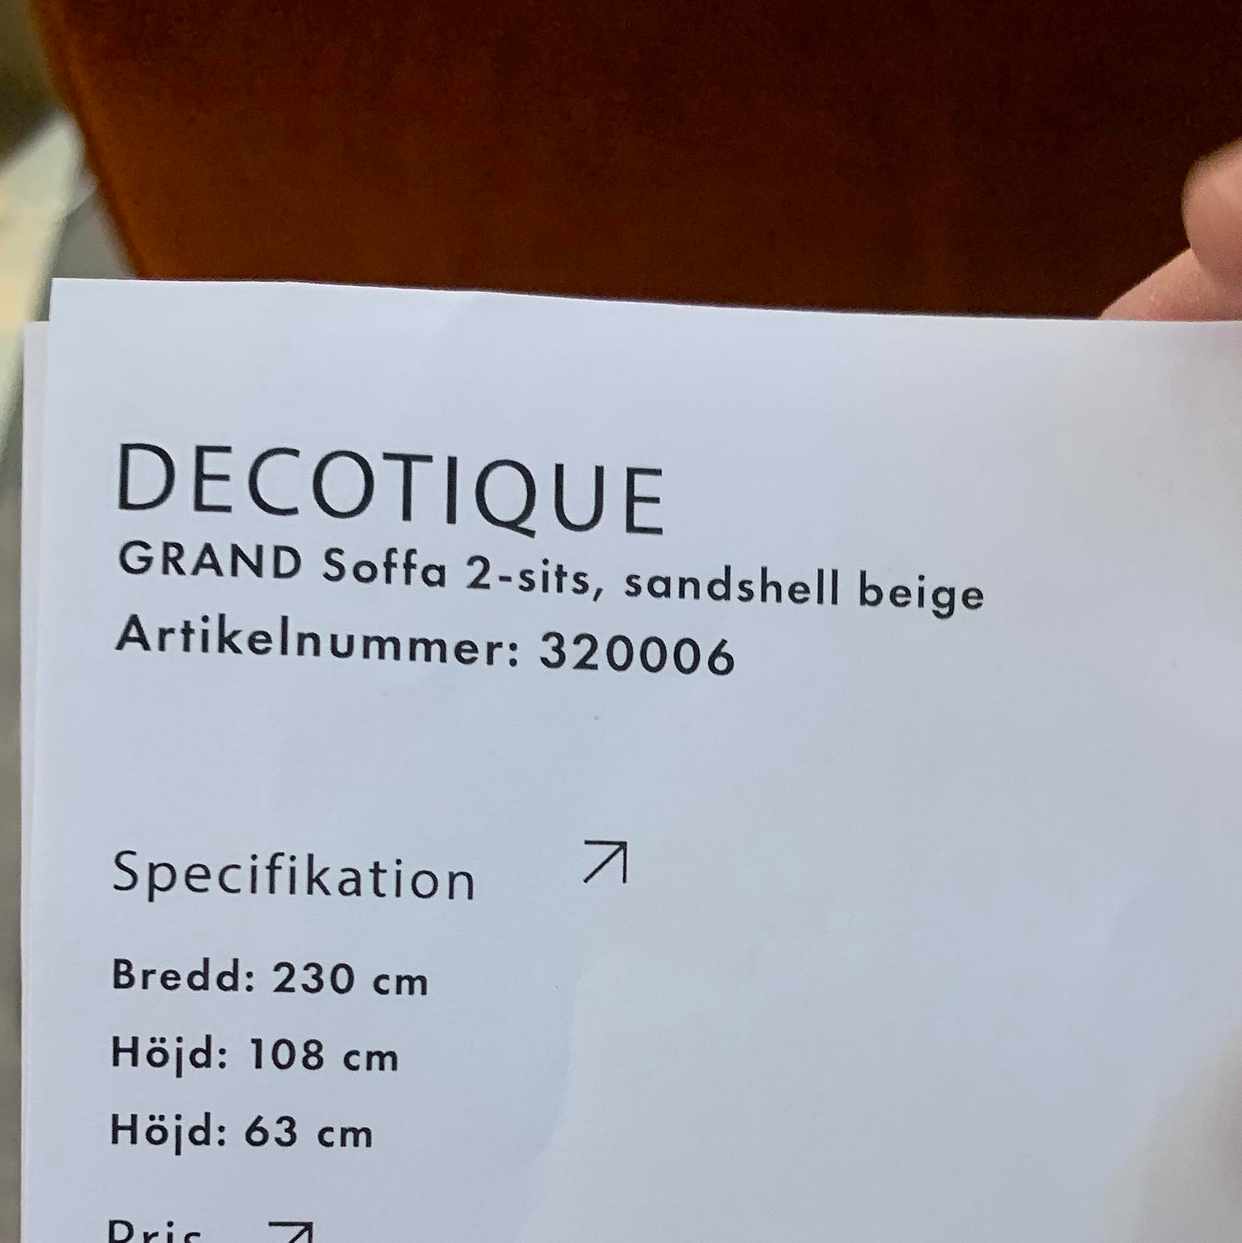 DECOTIQUE
GRAND Soffa 2-sits, sandshell beige
Artikelnummer: 320006
Specifikation
Bredd: 230 cm
Höjd: 108 cm
Höjd: 63 cm
Pris